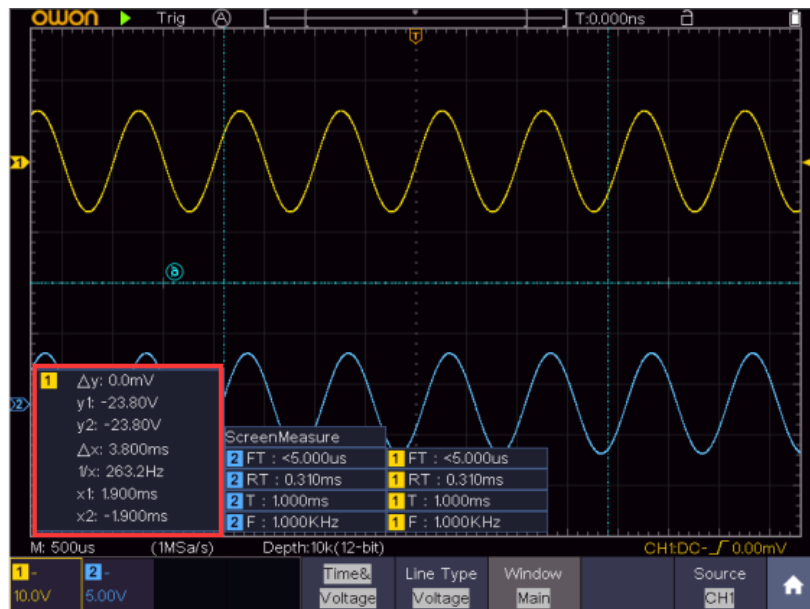 OWON Trig A T:0.000ns
T
1
a
2
1 △y: 0.0mV
y1: -23.80V
y2: -23.80V
△x: 3.800ms
1/x: 263.2Hz
x1: 1.900ms
x2: -1.900ms
ScreenMeasure
2 FT : <5.000us 1 FT : <5.000us
2 RT : 0.310ms 1 RT : 0.310ms
2 T : 1.000ms 1 T : 1.000ms
2 F : 1.000KHz 1 F : 1.000KHz
M: 500us (1MSa/s) Depth:10k(12-bit) CH1:DC- 0.00mV
1 - 2 - Time& Line Type Window Source
10.0V 5.00V Voltage Voltage Main CH1